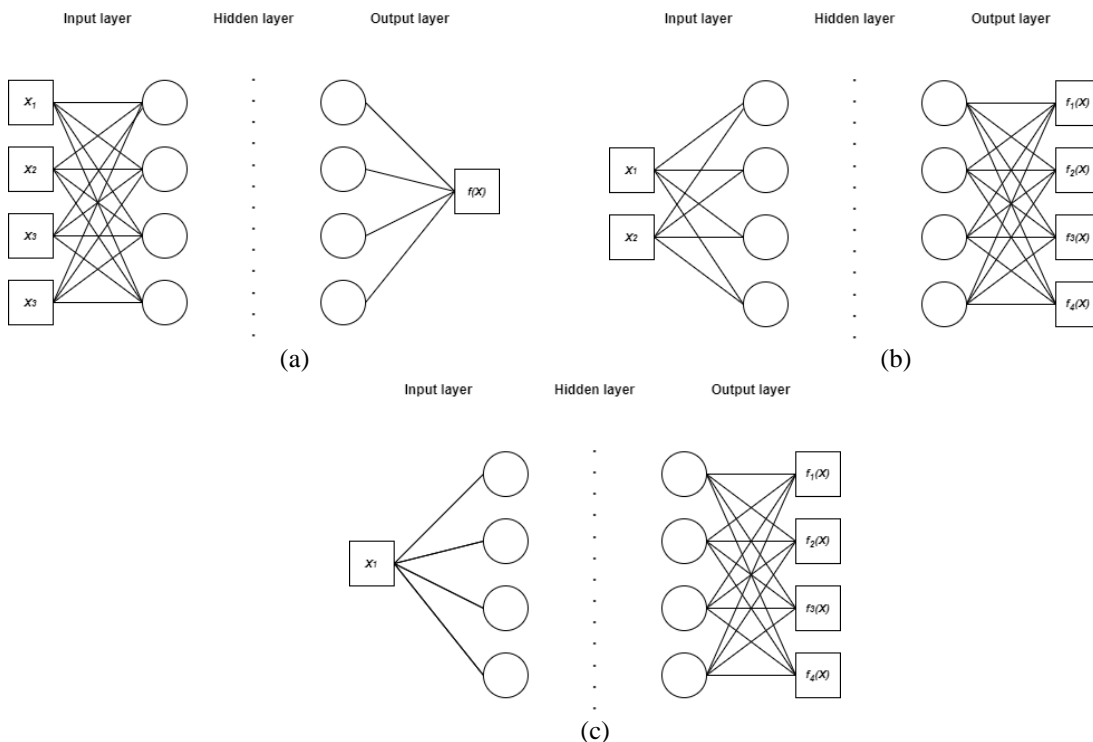 Input layer Hidden layer Output layer
x1
x2
x3
x3
f(x)
(a)
Input layer Hidden layer Output layer
x1
x2
f1(x)
f2(x)
f3(x)
f4(x)
(b)
Input layer Hidden layer Output layer
x1
f1(x)
f2(x)
f3(x)
f4(x)
(c)